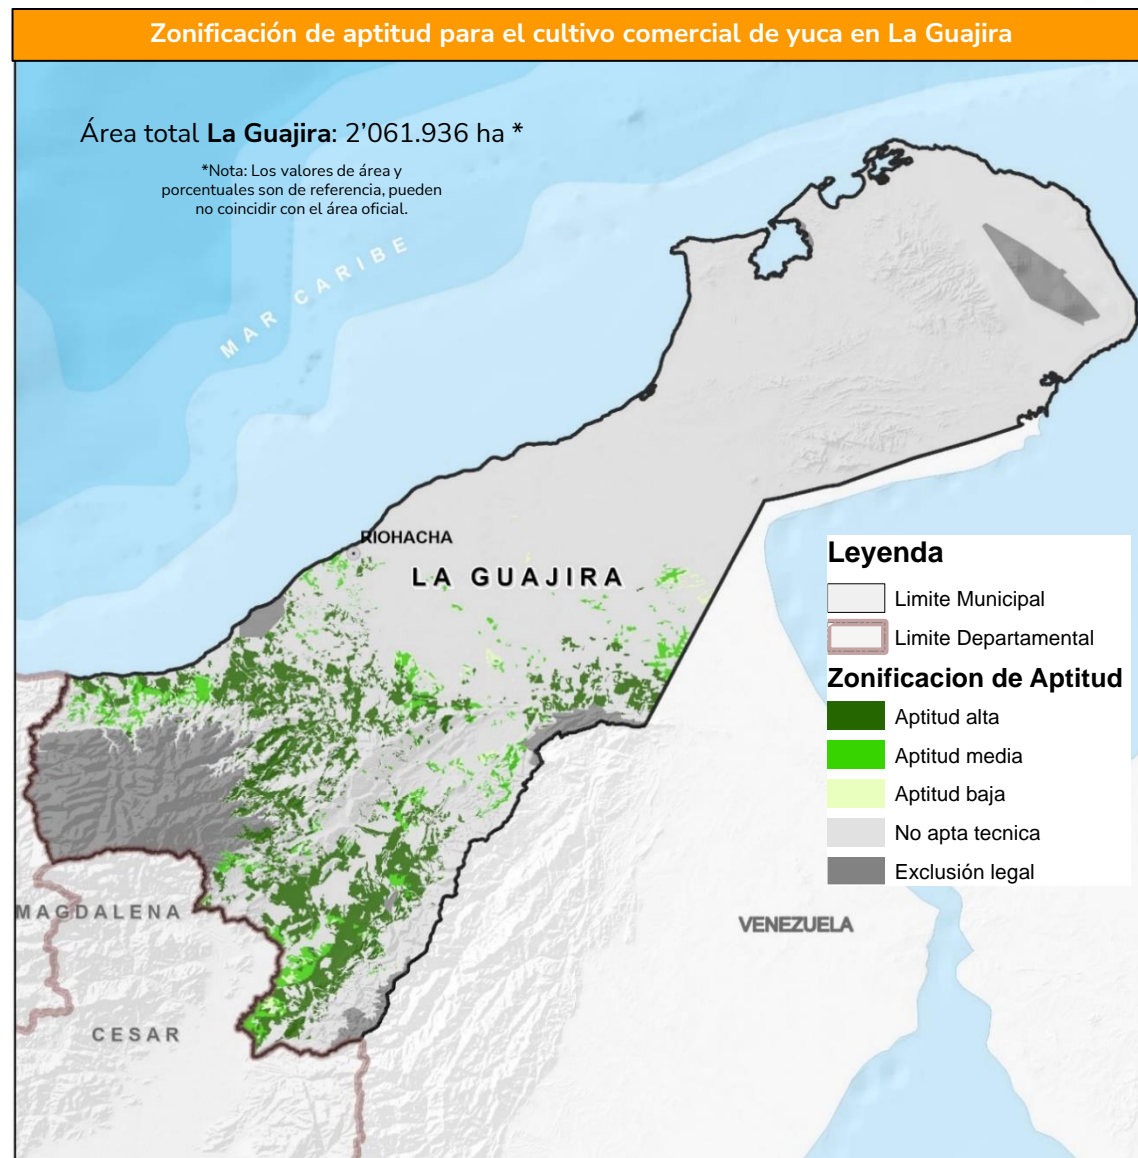 Zonificación de aptitud para el cultivo comercial de yuca en La Guajira
Área total La Guajira: 2’061.936 ha *
*Nota: Los valores de área y
porcentuales son de referencia, pueden
no coincidir con el área oficial.
MAR CARIBE
RIOHACHA
LA GUAJIRA
Leyenda
Limite Municipal
Limite Departamental
Zonificacion de Aptitud
Aptitud alta
Aptitud media
Aptitud baja
No apta tecnica
Exclusión legal
MAGDALENA
VENEZUELA
CESAR